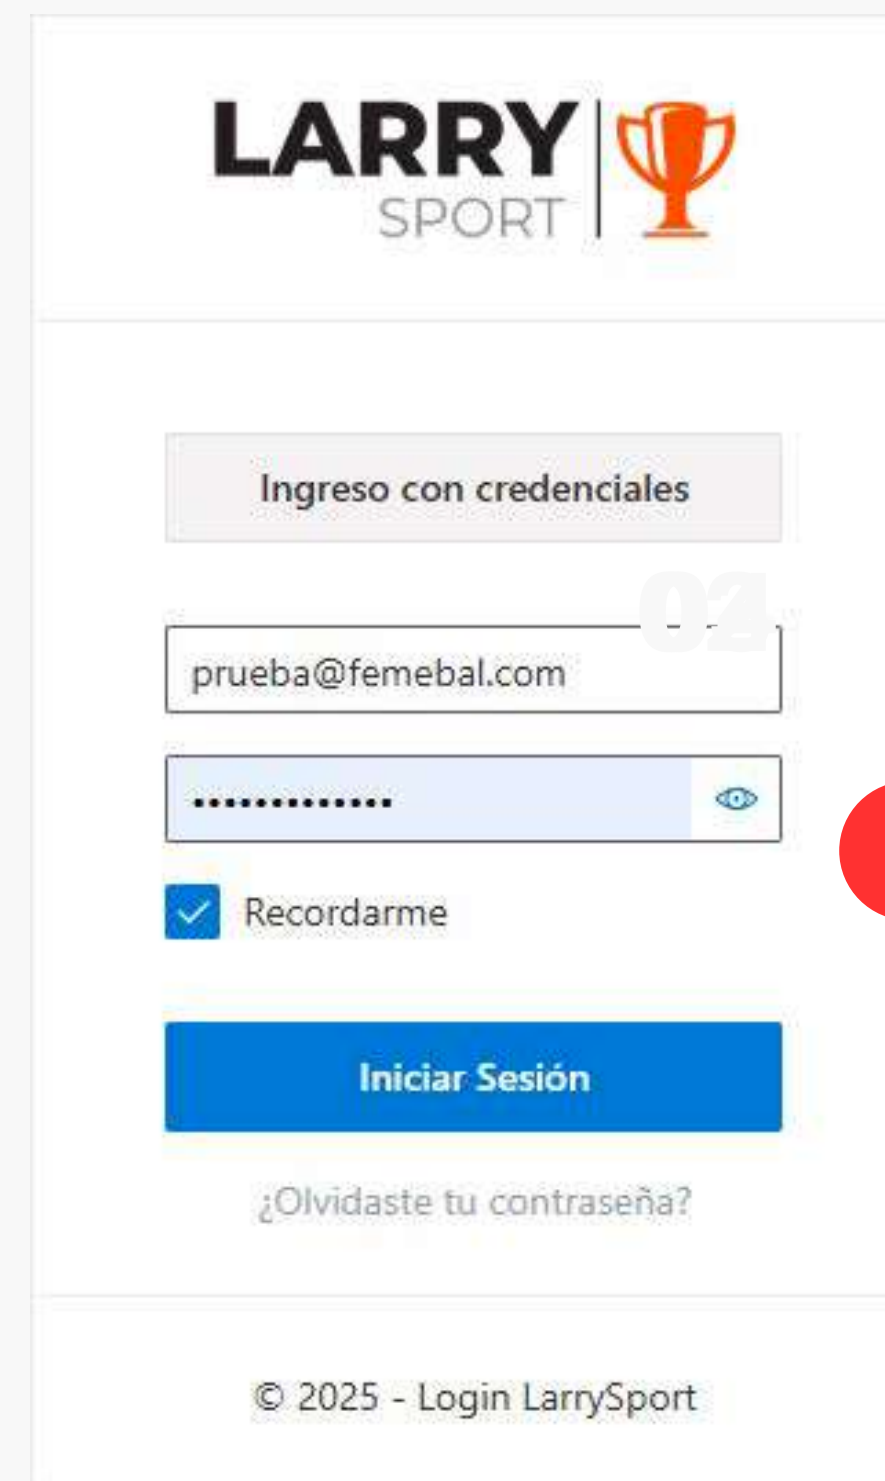 LARRY
SPORT
Ingreso con credenciales
prueba@femebal.com
•••••••••••••
Recordarme
Iniciar Sesión
¿Olvidaste tu contraseña?
© 2025 - Login LarrySport